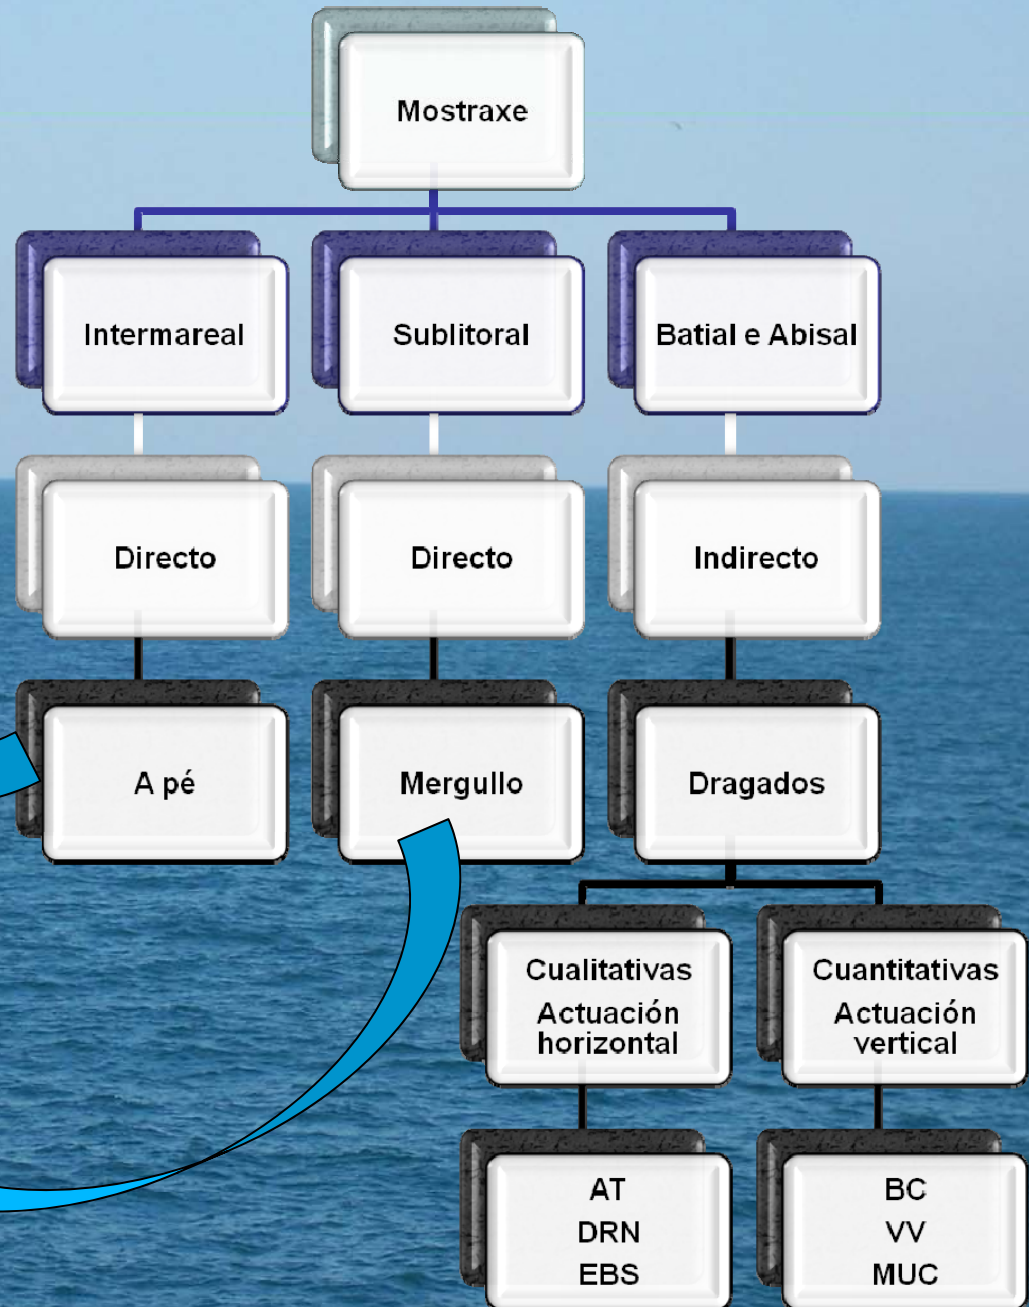 Mostraxe
Intermareal
Sublitoral
Batial e Abisal
Directo
Directo
Indirecto
A pé
Mergullo
Dragados
Cualitativas
Actuación
horizontal
Cuantitativas
Actuación
vertical
AT
DRN
EBS
BC
VV
MUC